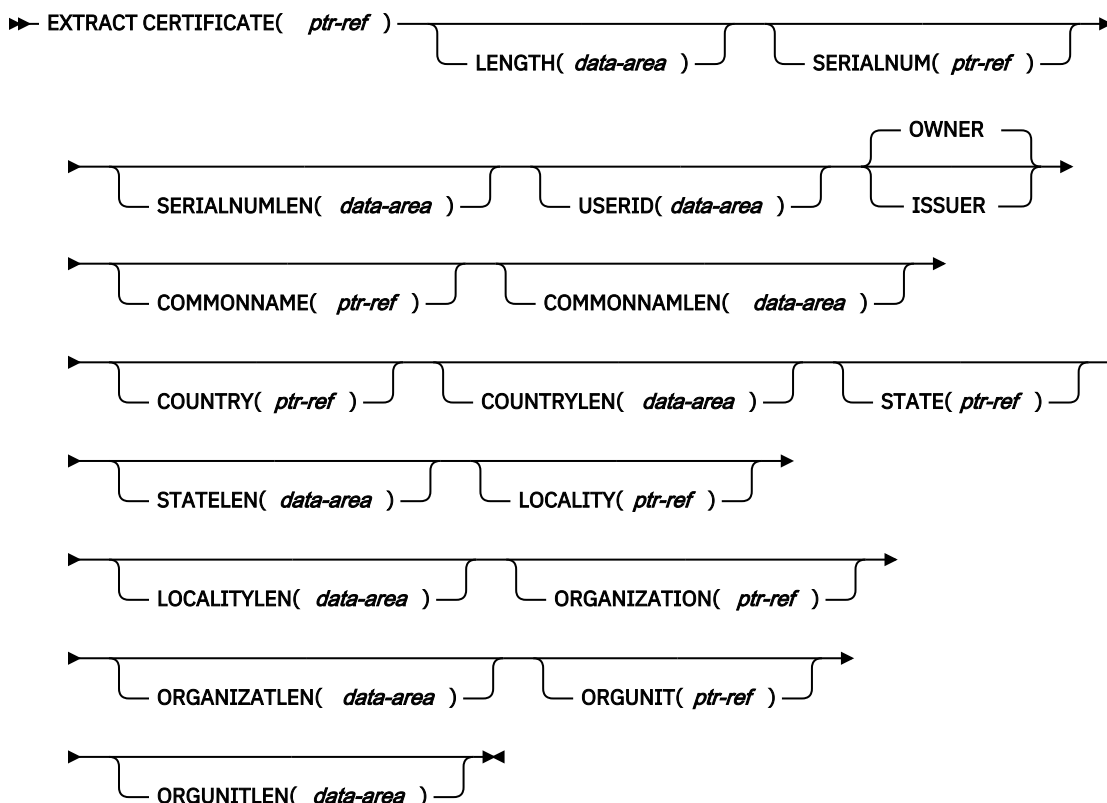 EXTRACT CERTIFICATE( ptr-ref )
LENGTH( data-area ) SERIALNUM( ptr-ref )
OWNER
SERIALNUMLEN( data-area ) USERID( data-area ) ISSUER
COMMONNAME( ptr-ref ) COMMONNAMLEN( data-area )
COUNTRY( ptr-ref ) COUNTRYLEN( data-area ) STATE( ptr-ref )
STATELEN( data-area ) LOCALITY( ptr-ref )
LOCALITYLEN( data-area ) ORGANIZATION( ptr-ref )
ORGANIZATLEN( data-area ) ORGUNIT( ptr-ref )
ORGUNITLEN( data-area )